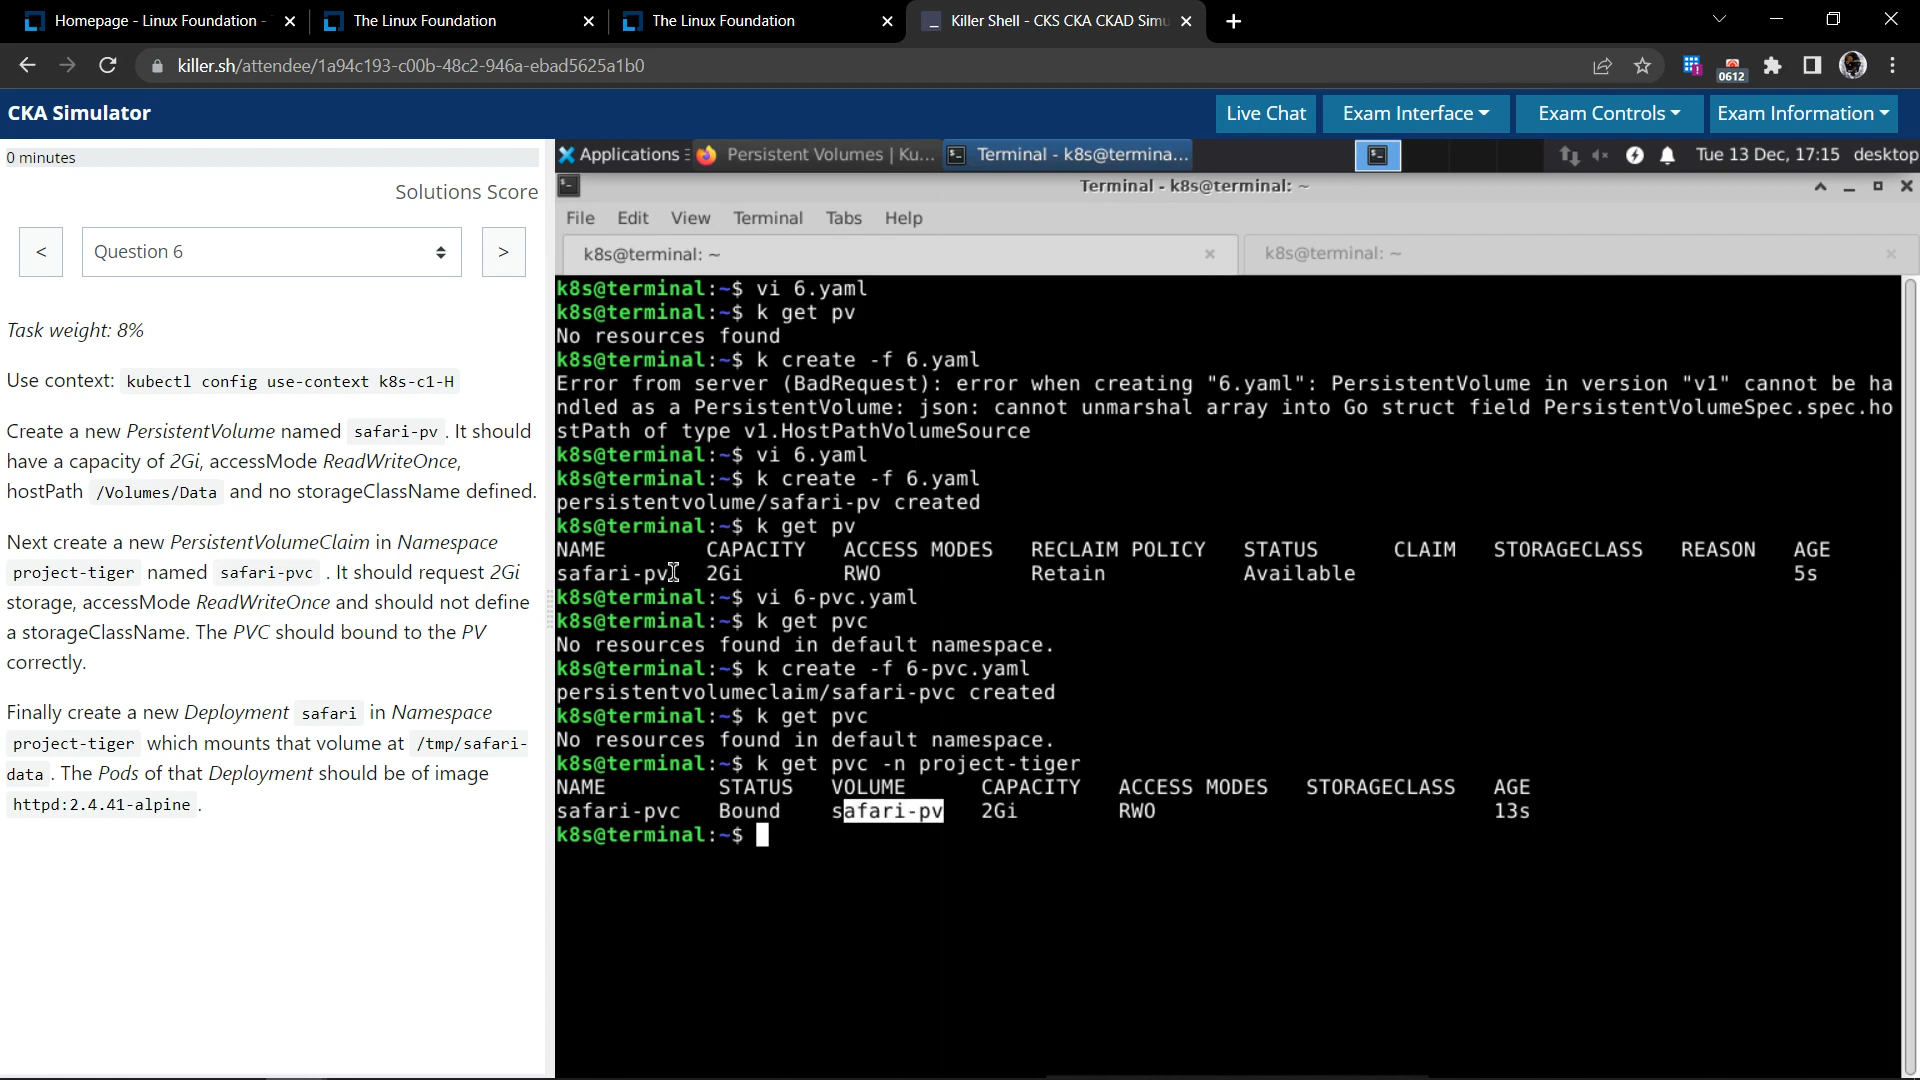 Homepage - Linux Foundation -
The Linux Foundation
The Linux Foundation
Killer Shell - CKS CKA CKAD Simu
killer.sh/attendee/1a94c193-c00b-48c2-946a-ebad5625a1b0
0612
CKA Simulator
Live Chat
Exam Interface
Exam Controls
Exam Information
0 minutes
Solutions Score
<
Question 6
>
Task weight: 8%
Use context: kubectl config use-context k8s-c1-H
Create a new PersistentVolume named safari-pv . It should
have a capacity of 2Gi, accessMode ReadWriteOnce,
hostPath /Volumes/Data and no storageClassName defined.
Next create a new PersistentVolumeClaim in Namespace
project-tiger named safari-pvc . It should request 2Gi
storage, accessMode ReadWriteOnce and should not define
a storageClassName. The PVC should bound to the PV
correctly.
Finally create a new Deployment safari in Namespace
project-tiger which mounts that volume at /tmp/safari-
data . The Pods of that Deployment should be of image
httpd:2.4.41-alpine .
Applications
Persistent Volumes | Ku...
Terminal - k8s@termina...
Tue 13 Dec, 17:15
desktop
Terminal - k8s@terminal: ~
File Edit View Terminal Tabs Help
k8s@terminal: ~
k8s@terminal: ~
k8s@terminal:~$ vi 6.yaml
k8s@terminal:~$ k get pv
No resources found
k8s@terminal:~$ k create -f 6.yaml
Error from server (BadRequest): error when creating "6.yaml": PersistentVolume in version "v1" cannot be ha
ndled as a PersistentVolume: json: cannot unmarshal array into Go struct field PersistentVolumeSpec.spec.ho
stPath of type v1.HostPathVolumeSource
k8s@terminal:~$ vi 6.yaml
k8s@terminal:~$ k create -f 6.yaml
persistentvolume/safari-pv created
k8s@terminal:~$ k get pv
NAME CAPACITY ACCESS MODES RECLAIM POLICY STATUS CLAIM STORAGECLASS REASON AGE
safari-pv 2Gi RWO Retain Available 5s
k8s@terminal:~$ vi 6-pvc.yaml
k8s@terminal:~$ k get pvc
No resources found in default namespace.
k8s@terminal:~$ k create -f 6-pvc.yaml
persistentvolumeclaim/safari-pvc created
k8s@terminal:~$ k get pvc
No resources found in default namespace.
k8s@terminal:~$ k get pvc -n project-tiger
NAME STATUS VOLUME CAPACITY ACCESS MODES STORAGECLASS AGE
safari-pvc Bound safari-pv 2Gi RWO 13s
k8s@terminal:~$